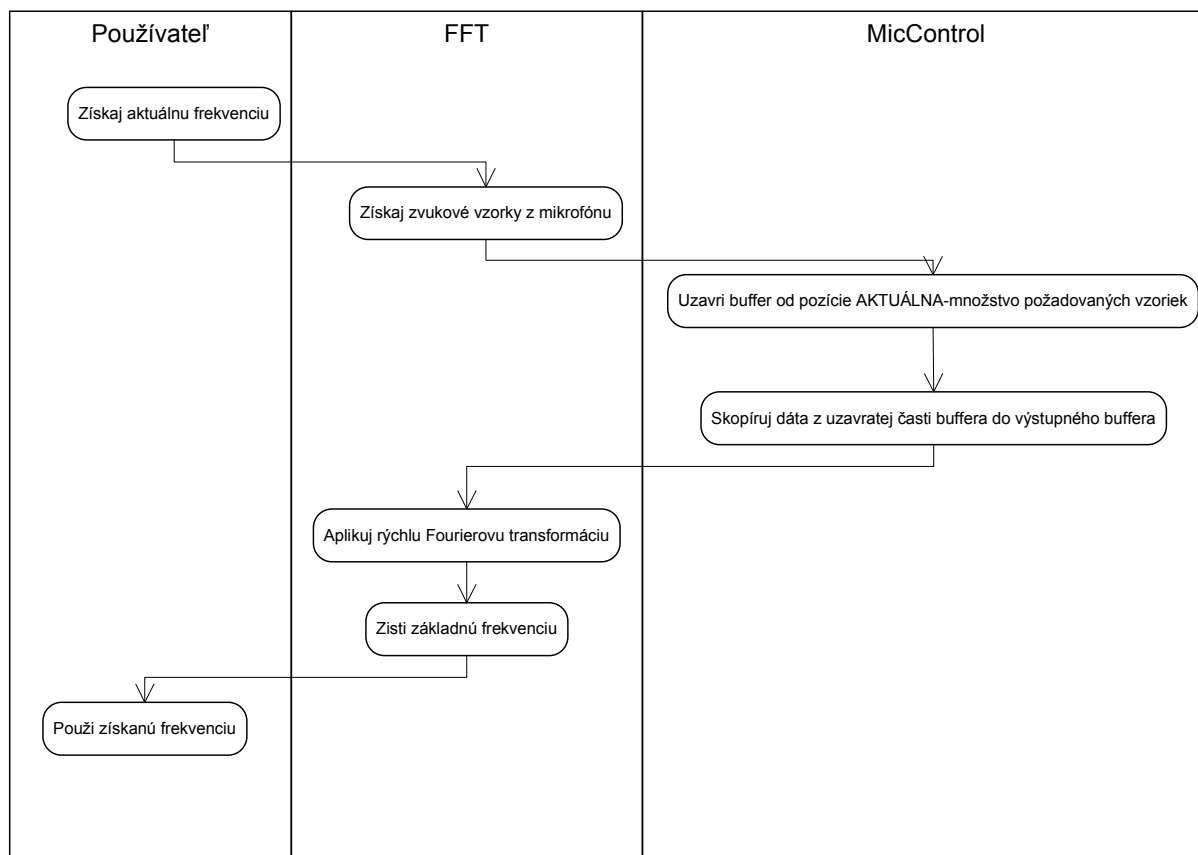 Používateľ
FFT
MicControl
Získaj aktuálnu frekvenciu
Získaj zvukové vzorky z mikrofónu
Uzavri buffer od pozície AKTUÁLNA-množstvo požadovaných vzoriek
Skopíruj dáta z uzavratej časti buffera do výstupného buffera
Aplikuj rýchlu Fourierovu transformáciu
Zisti základnú frekvenciu
Použi získanú frekvenciu